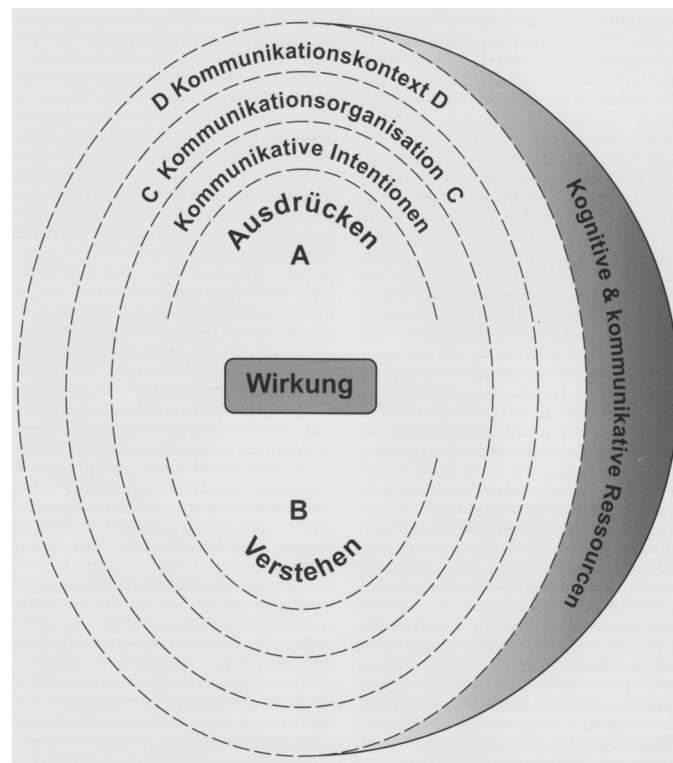 D Kommunikationskontext D
C Kommunikationsorganisation C
Kommunikative Intentionen
Ausdrücken
A
Wirkung
B
Verstehen
Kognitive & kommunikative Ressourcen